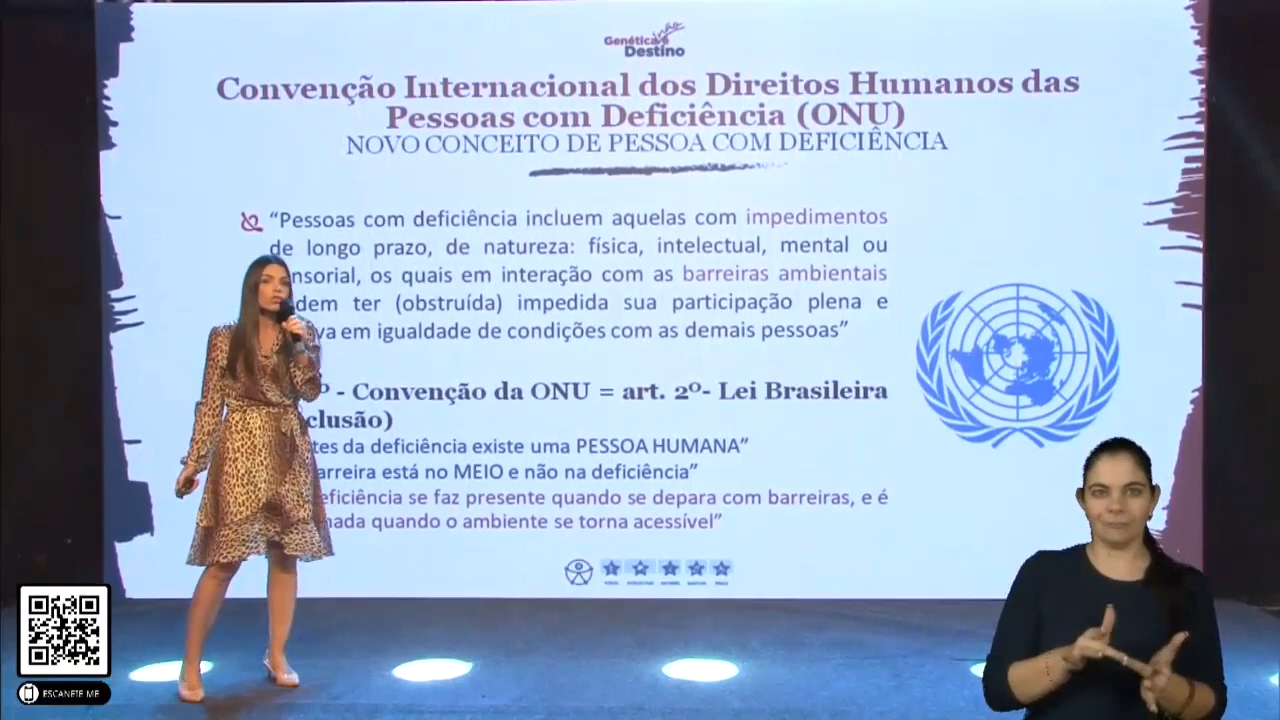 Genética não é
Destino
Convenção Internacional dos Direitos Humanos das
Pessoas com Deficiência (ONU)
NOVO CONCEITO DE PESSOA COM DEFICIÊNCIA
“Pessoas com deficiência incluem aquelas com impedimentos
de longo prazo, de natureza: física, intelectual, mental ou
nsorial, os quais em interação com as barreiras ambientais
dem ter (obstruída) impedida sua participação plena e
va em igualdade de condições com as demais pessoas”
º - Convenção da ONU = art. 2º- Lei Brasileira
clusão)
tes da deficiência existe uma PESSOA HUMANA”
arreira está no MEIO e não na deficiência”
eficiência se faz presente quando se depara com barreiras, e é
nada quando o ambiente se torna acessível”
ESCANEIE ME